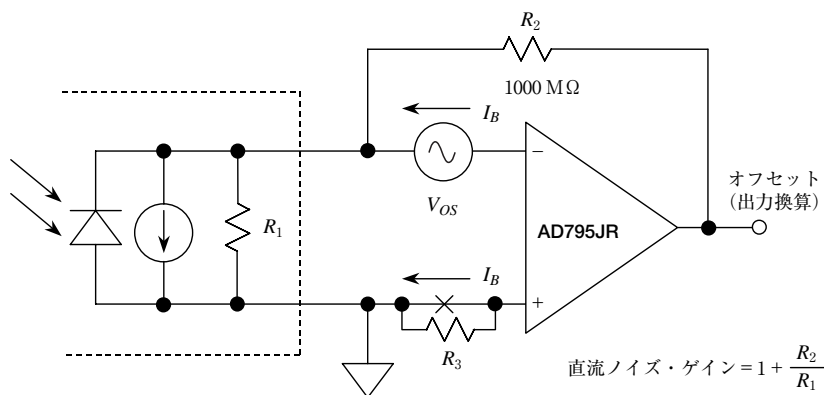 R2
1000 MΩ
IB
VOS
R1
−
AD795JR
オフセット
(出力換算)
IB
+
R3
直流ノイズ・ゲイン = 1 + R2/R1